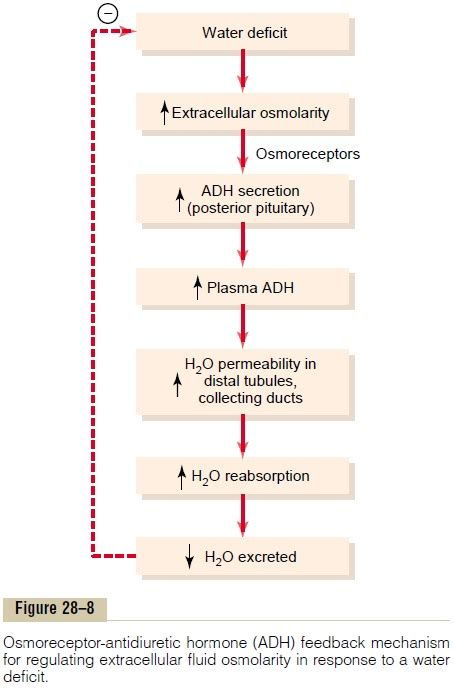 −
Water deficit
↑ Extracellular osmolarity
Osmoreceptors
↑ ADH secretion
(posterior pituitary)
↑ Plasma ADH
↑ H₂O permeability in
distal tubules,
collecting ducts
↑ H₂O reabsorption
↓ H₂O excreted
Figure 28–8
Osmoreceptor-antidiuretic hormone (ADH) feedback mechanism
for regulating extracellular fluid osmolarity in response to a water
deficit.